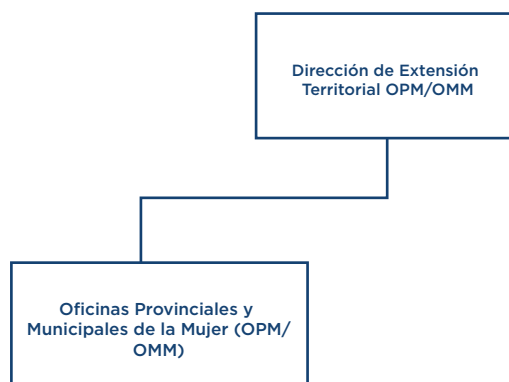 Dirección de Extensión
Territorial OPM/OMM
Oficinas Provinciales y
Municipales de la Mujer (OPM/
OMM)